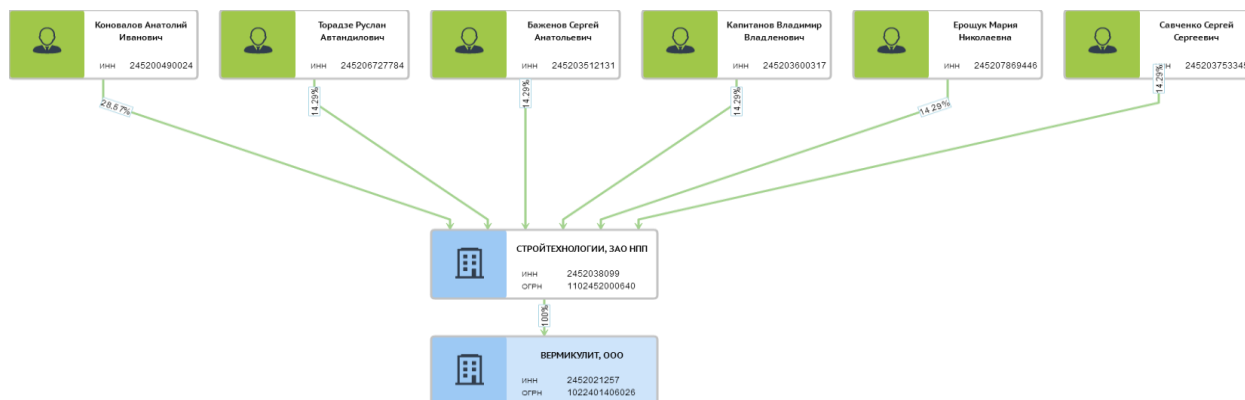 Коновалов Анатолий
Иванович
ИНН 245200490024
Торадзе Руслан
Автандилович
ИНН 245206727784
Баженов Сергей
Анатольевич
ИНН 245203512131
Капитанов Владимир
Владленович
ИНН 245203600317
Ерощук Мария
Николаевна
ИНН 245207869446
Савченко Сергей
Сергеевич
ИНН 245203753345
28.57%
14.29%
14.29%
14.29%
14.29%
14.29%
СТРОЙТЕХНОЛОГИИ, ЗАО НПП
ИНН 2452038099
ОГРН 1102452000640
100%
ВЕРМИКУЛИТ, ООО
ИНН 2452021257
ОГРН 1022401406026